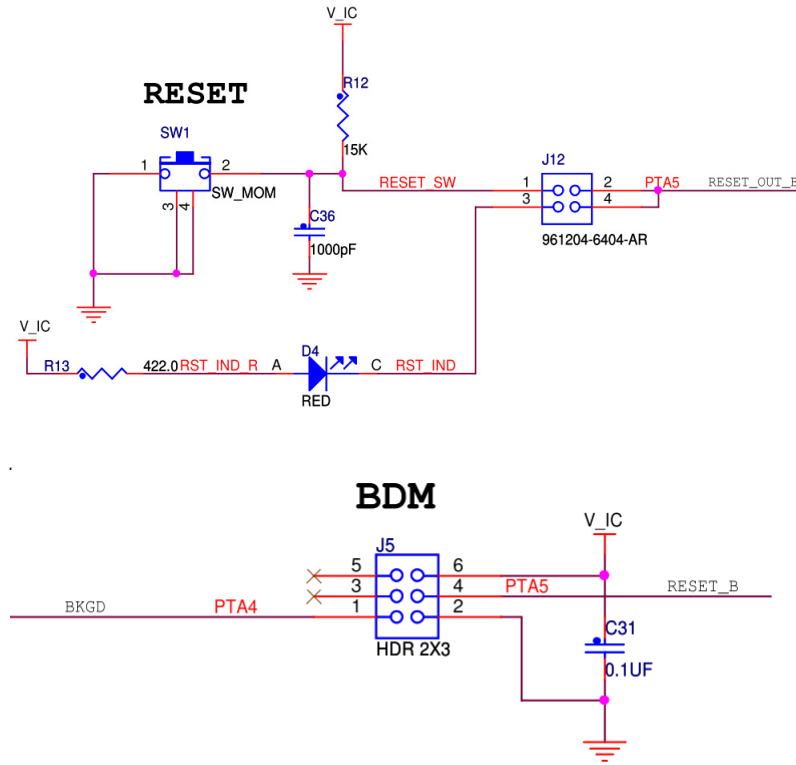 V_IC
RESET
R12
15K
SW1
1
2
3
4
SW_MOM
RESET_SW
C36
1000pF
J12
1
2
3
4
PTA5
961204-6404-AR
V_IC
R13
422.0
RST_IND_R
A
D4
C
RST_IND
RED
.
BDM
V_IC
J5
5
6
3
4
1
2
PTA5
RESET_B
BKGD
PTA4
HDR 2X3
C31
0.1UF